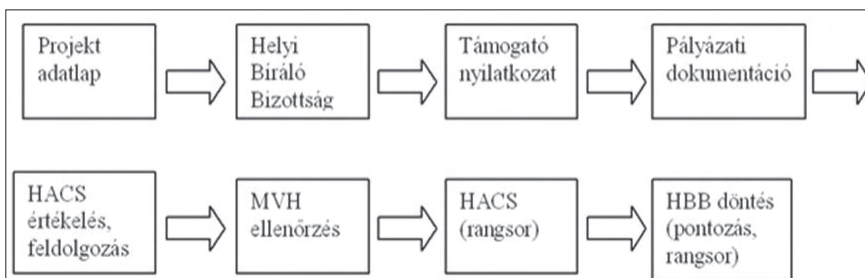 Projekt
adatlap
Helyi
Bíráló
Bizottság
Támogató
nyilatkozat
Pályázati
dokumentáció
HACS
értékelés,
feldolgozás
MVH
ellenőrzés
HACS
(rangsor)
HBB döntés
(pontozás,
rangsor)